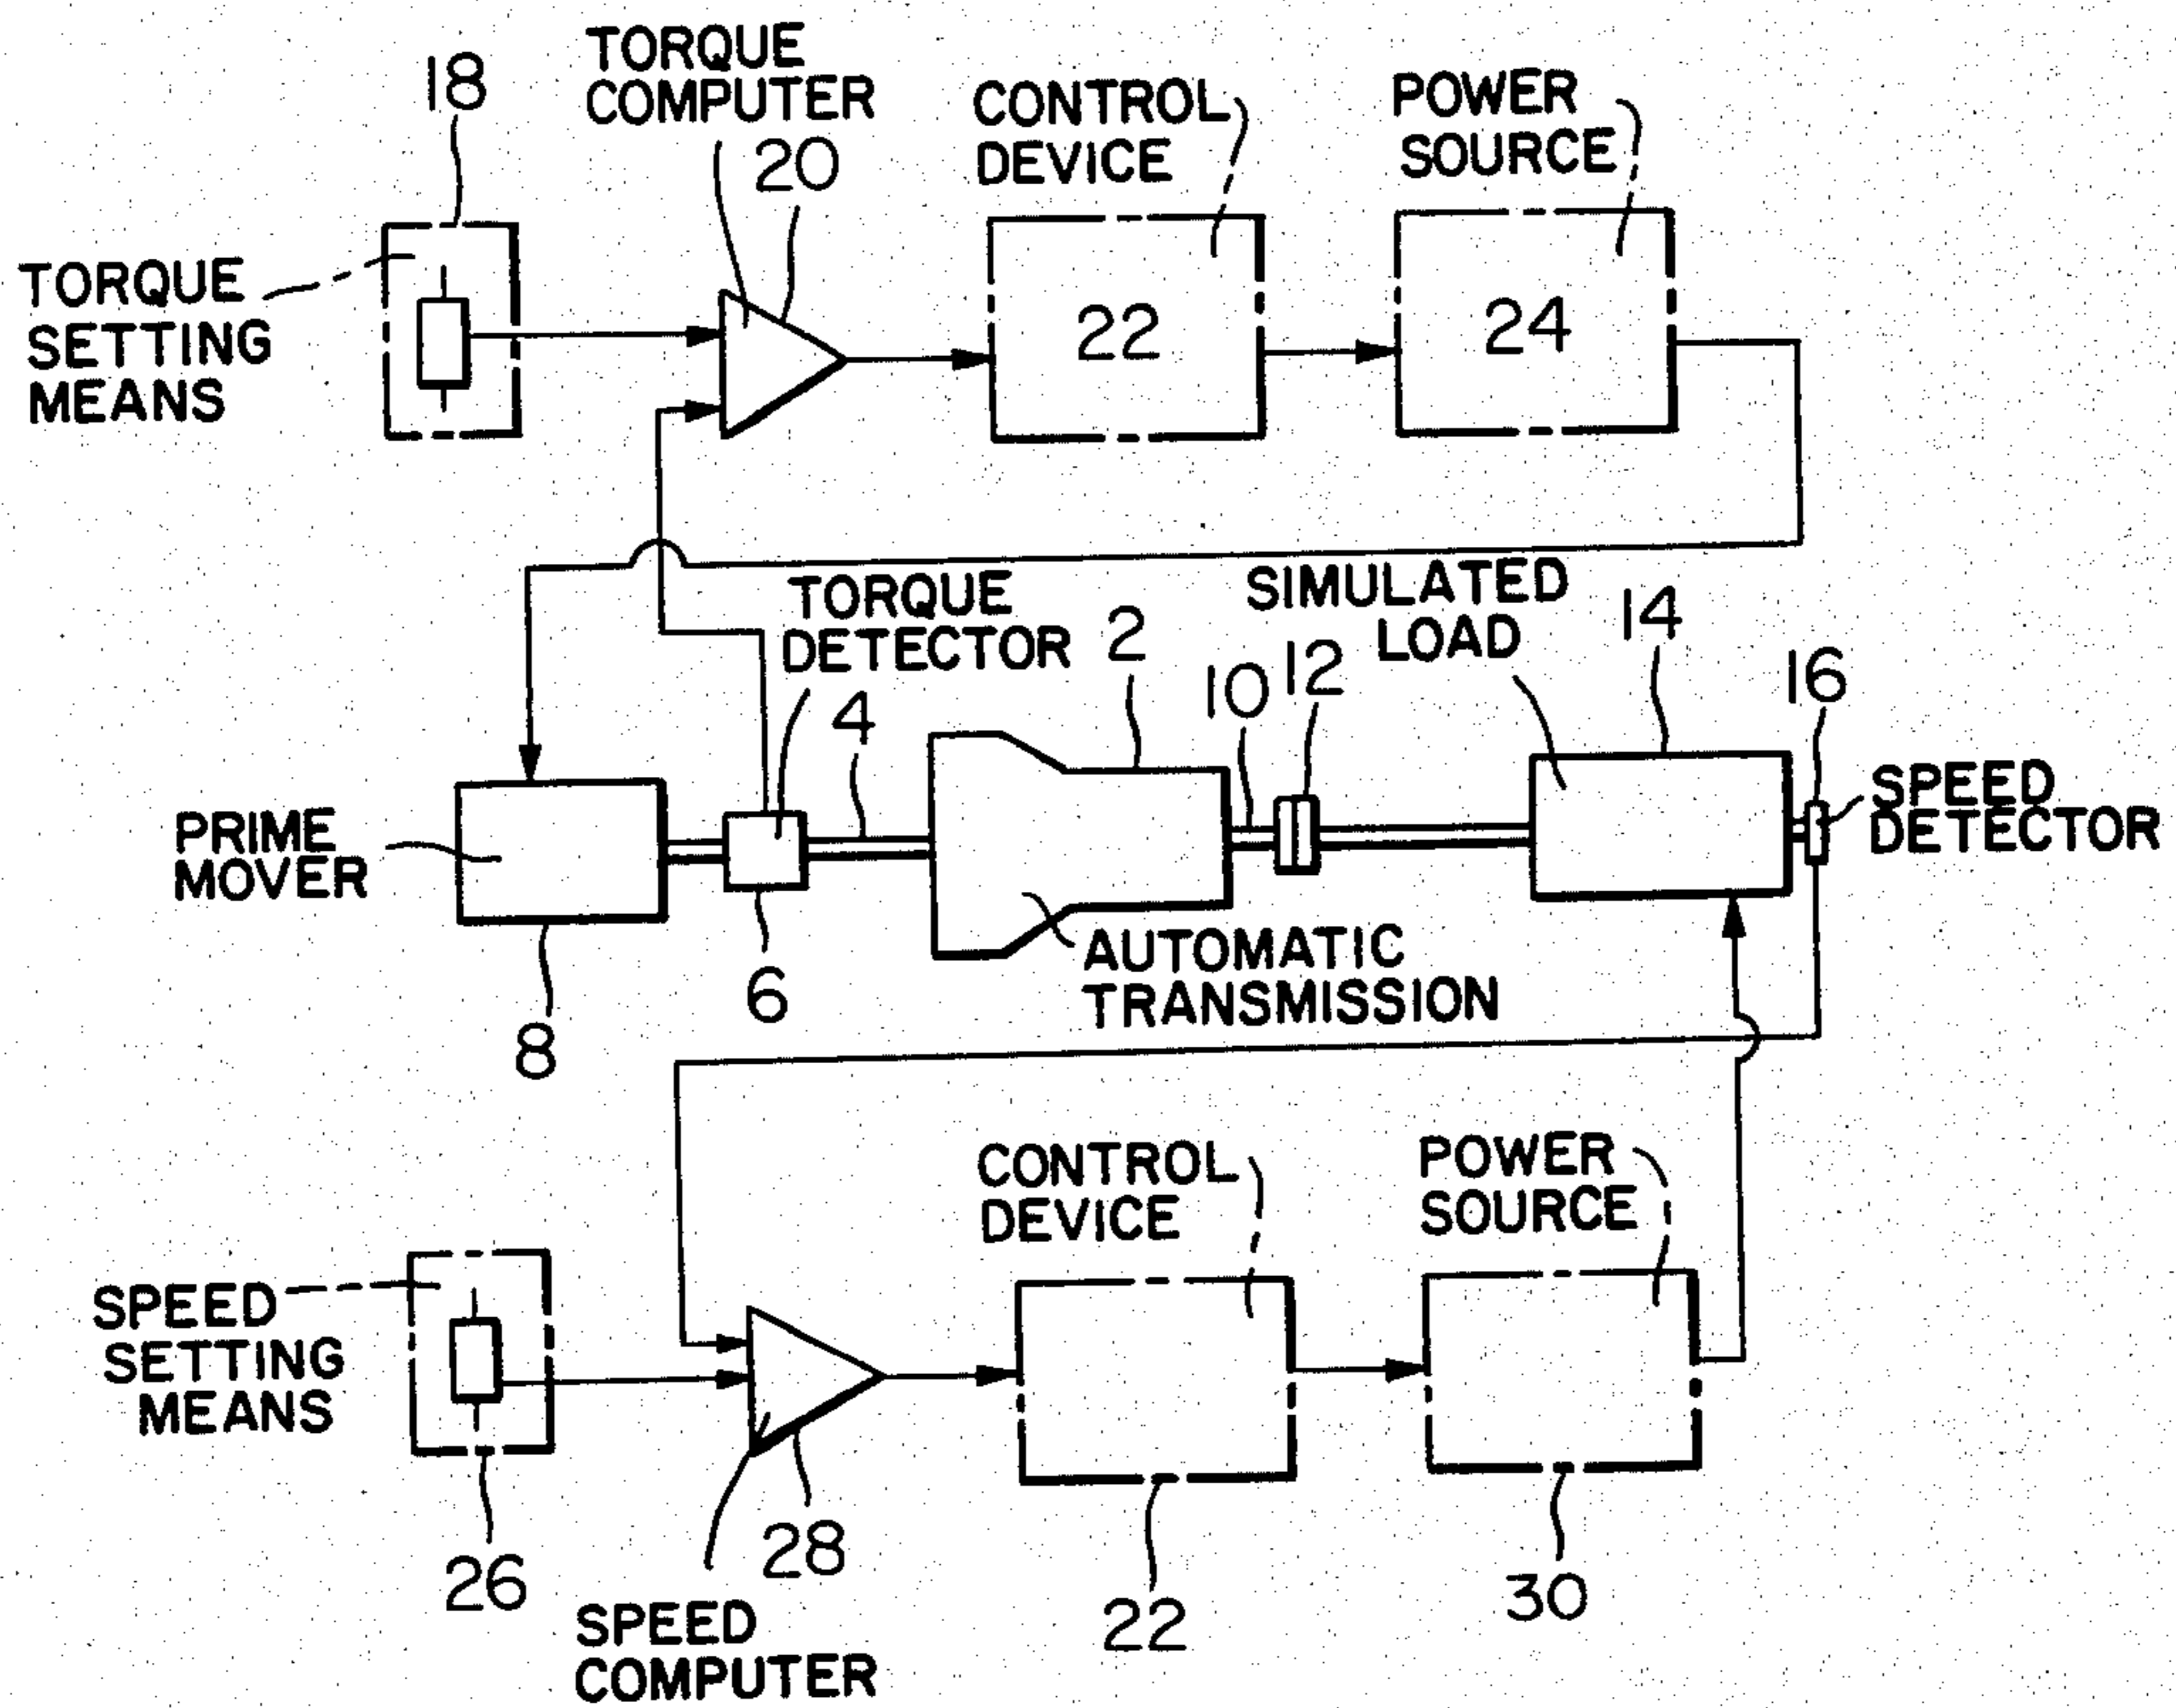 18
TORQUE
COMPUTER
20
CONTROL
DEVICE
POWER
SOURCE
TORQUE
SETTING
MEANS
22
24
TORQUE
DETECTOR
4
2
10
12
SIMULATED
LOAD
14
16
SPEED
DETECTOR
PRIME
MOVER
8
6
AUTOMATIC
TRANSMISSION
CONTROL
DEVICE
POWER
SOURCE
SPEED
SETTING
MEANS
26
28
SPEED
COMPUTER
22
30